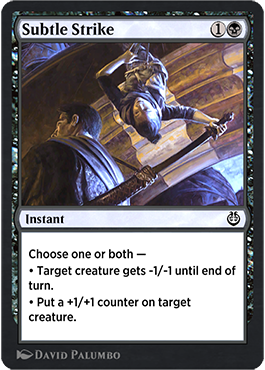 Subtle Strike 1
Instant
Choose one or both —
• Target creature gets -1/-1 until end of
turn.
• Put a +1/+1 counter on target
creature.
DAVID PALUMBO